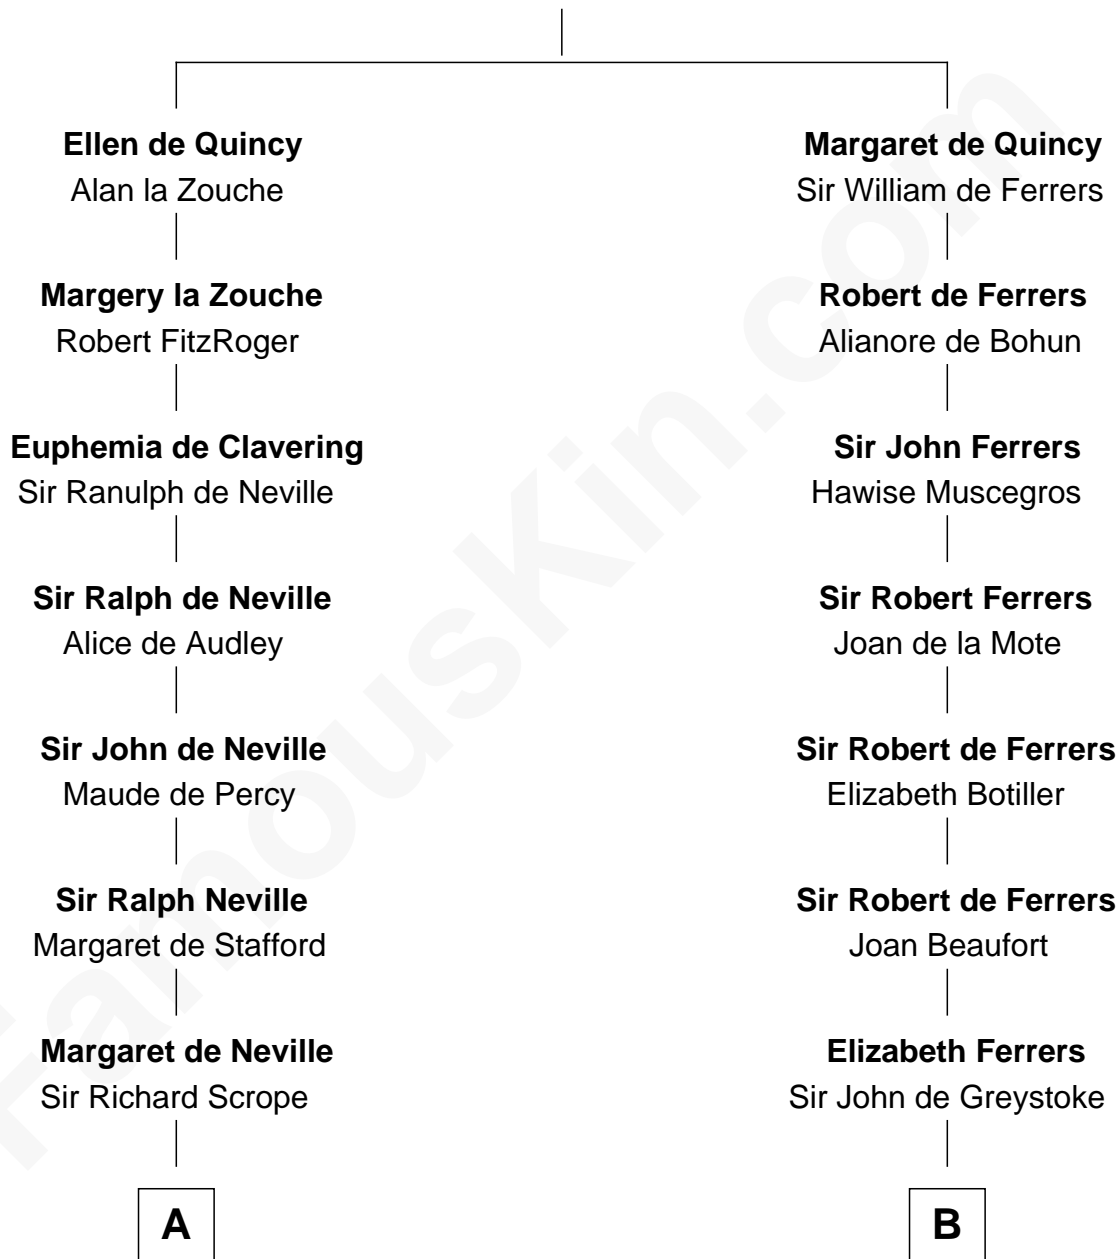 Ellen de Quincy
Alan la Zouche
Margery la Zouche
Robert FitzRoger
Euphemia de Clavering
Sir Ranulph de Neville
Sir Ralph de Neville
Alice de Audley
Sir John de Neville
Maude de Percy
Sir Ralph Neville
Margaret de Stafford
Margaret de Neville
Sir Richard Scrope
A
Margaret de Quincy
Sir William de Ferrers
Robert de Ferrers
Alianore de Bohun
Sir John Ferrers
Hawise Muscegros
Sir Robert Ferrers
Joan de la Mote
Sir Robert de Ferrers
Elizabeth Botiller
Sir Robert de Ferrers
Joan Beaufort
Elizabeth Ferrers
Sir John de Greystoke
B
FamousKin.com